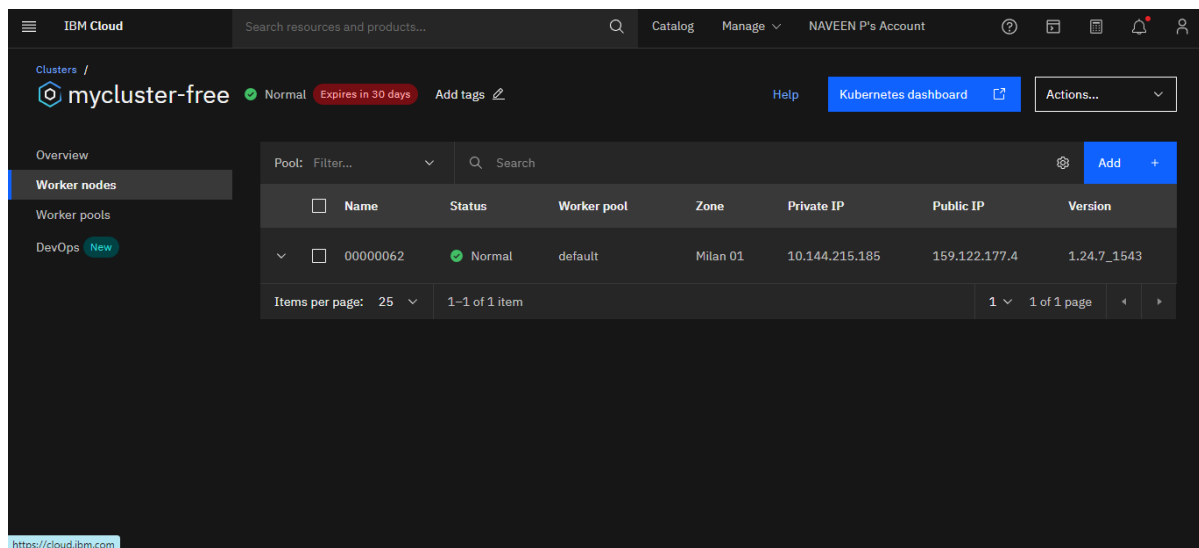 IBM Cloud Search resources and products... Catalog Manage NAVEEN P's Account
Clusters /
mycluster-free Normal Expires in 30 days Add tags Help Kubernetes dashboard Actions...
Overview
Worker nodes
Worker pools
DevOps New
Pool: Filter... Search Add +
Name Status Worker pool Zone Private IP Public IP Version
00000062 Normal default Milan 01 10.144.215.185 159.122.177.4 1.24.7_1543
Items per page: 25 1–1 of 1 item 1 1 of 1 page
https://cloud.ibm.com